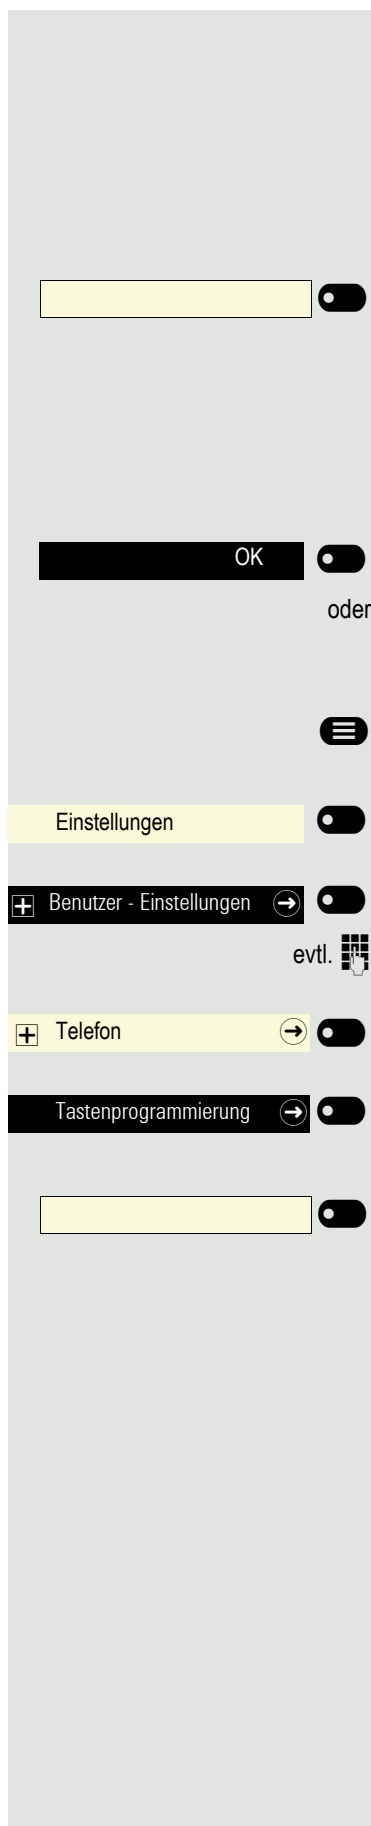 OK
oder
Einstellungen
Benutzer - Einstellungen
evtl.
Telefon
Tastenprogrammierung